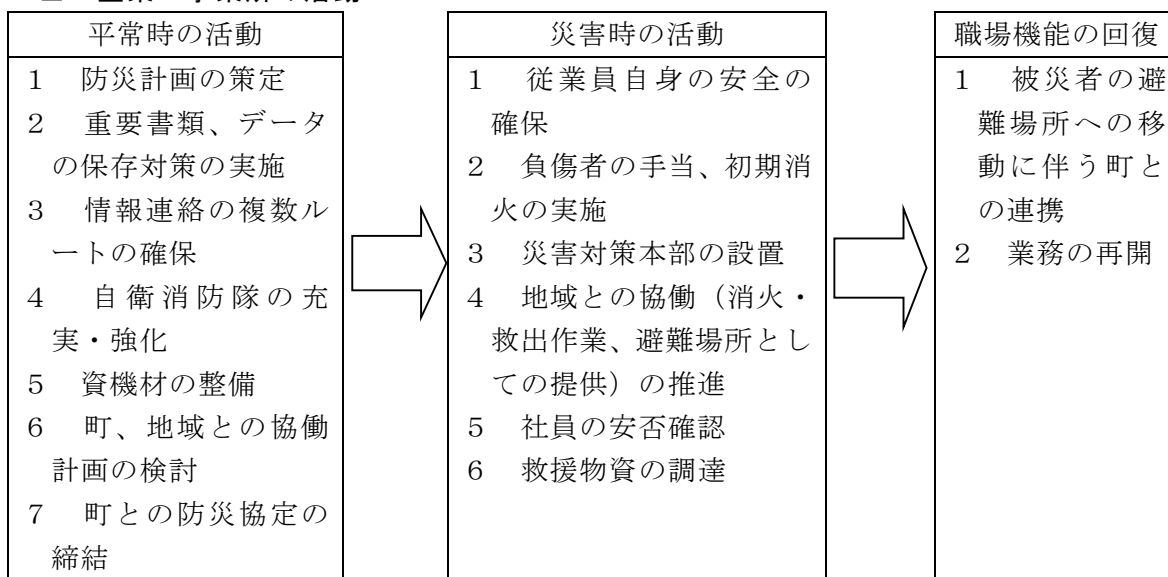 平常時の活動
1　防災計画の策定
2　重要書類、データ
の保存対策の実施
3　情報連絡の複数ル
ートの確保
4　自衛消防隊の充
実・強化
5　資機材の整備
6　町、地域との協働
計画の検討
7　町との防災協定の
締結
災害時の活動
1　従業員自身の安全の
確保
2　負傷者の手当、初期消
火の実施
3　災害対策本部の設置
4　地域との協働（消火・
救出作業、避難場所とし
ての提供）の推進
5　社員の安否確認
6　救援物資の調達
職場機能の回復
1　被災者の避
難場所への移
動に伴う町と
の連携
2　業務の再開